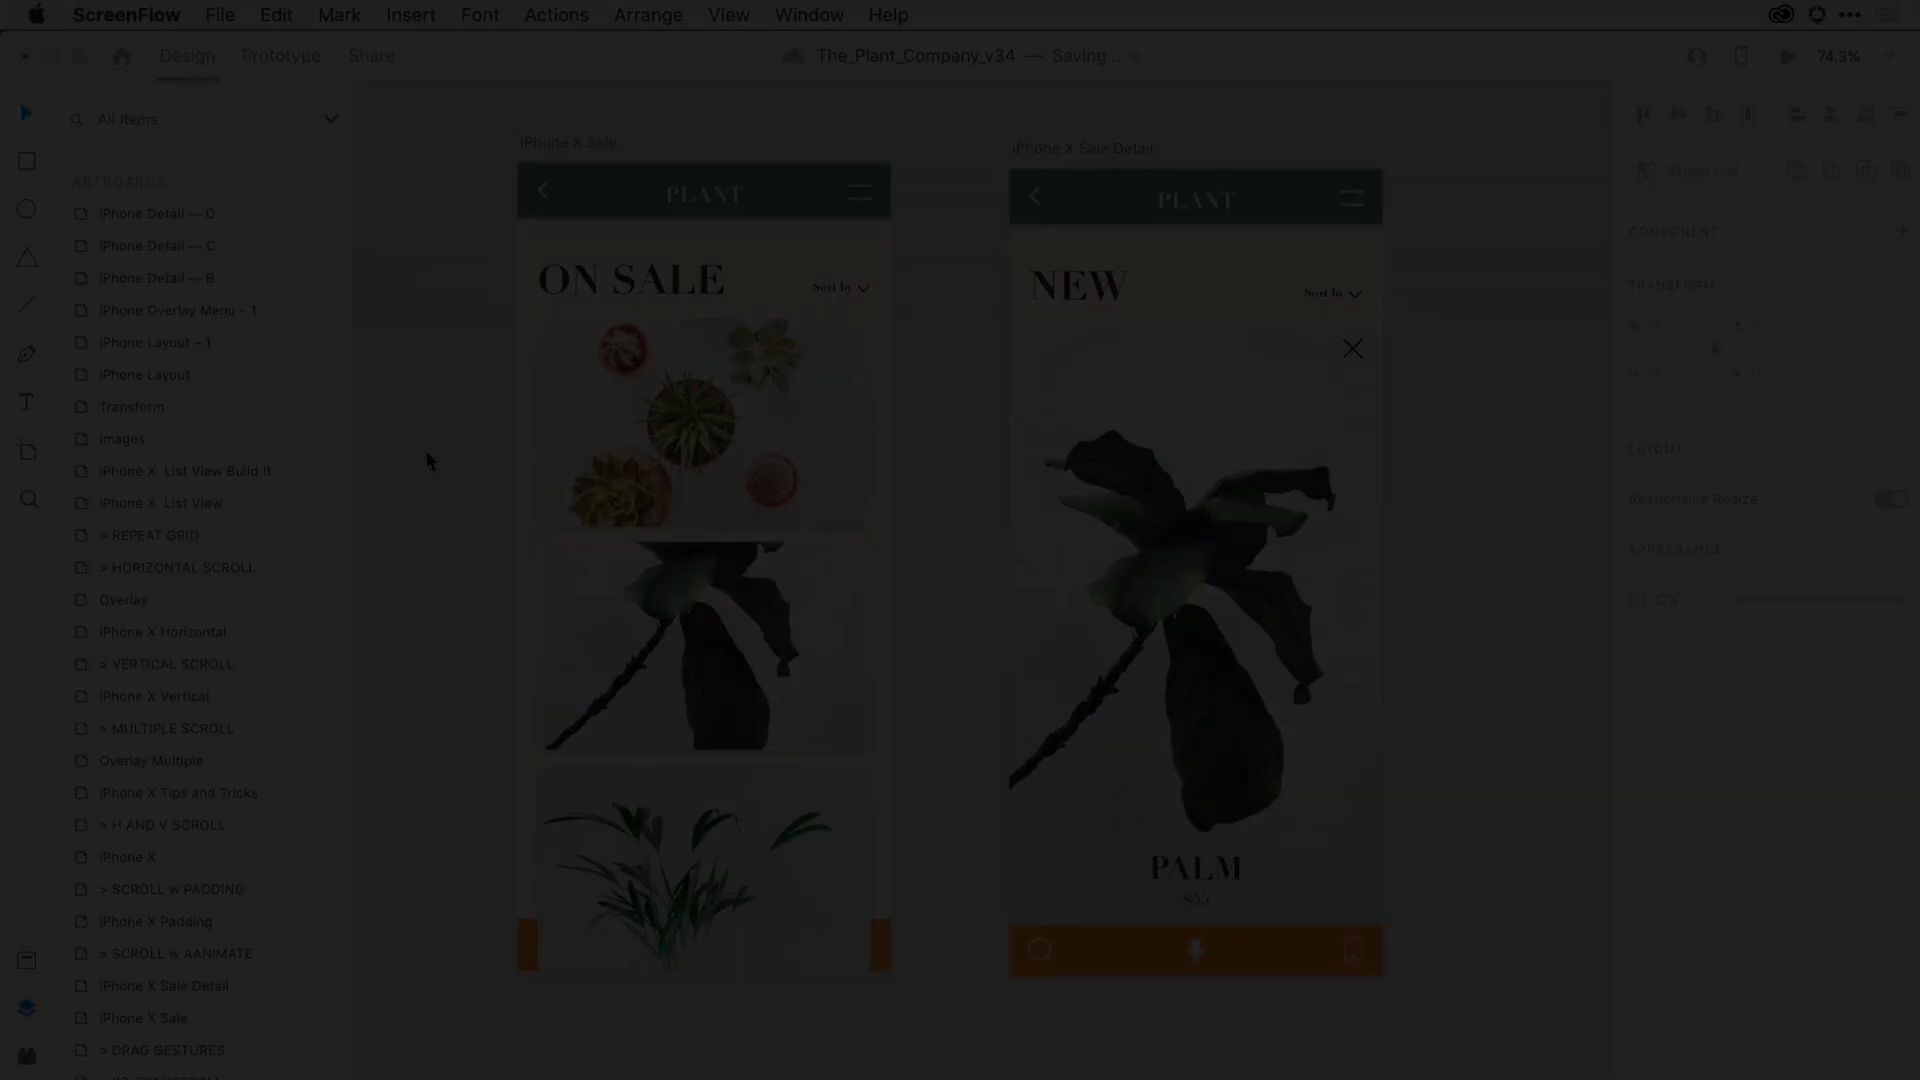 ScreenFlow File Edit Mark Insert Font Actions Arrange View Window Help
Design Prototype Share
The_Plant_Company_v34 — Saving...
74.3%
All Items
ARTBOARDS
iPhone Detail — D
iPhone Detail — C
iPhone Detail — B
iPhone Overlay Menu – 1
iPhone Layout – 1
iPhone Layout
Transform
Images
iPhone X List View Build It
iPhone X List View
> REPEAT GRID
> HORIZONTAL SCROLL
Overlay
iPhone X Horizontal
> VERTICAL SCROLL
iPhone X Vertical
> MULTIPLE SCROLL
Overlay Multiple
iPhone X Tips and Tricks
> H AND V SCROLL
iPhone X
> SCROLL w PADDING
iPhone X Padding
> SCROLL w AANIMATE
iPhone X Sale Detail
iPhone X Sale
> DRAG GESTURES
iPhone X Sale
PLANT
ON SALE
Sort by
iPhone X Sale Detail
PLANT
NEW
Sort by
PALM
$55
Repeat Grid
COMPONENT
TRANSFORM
W
H
LAYOUT
Responsive Resize
APPEARANCE
0%